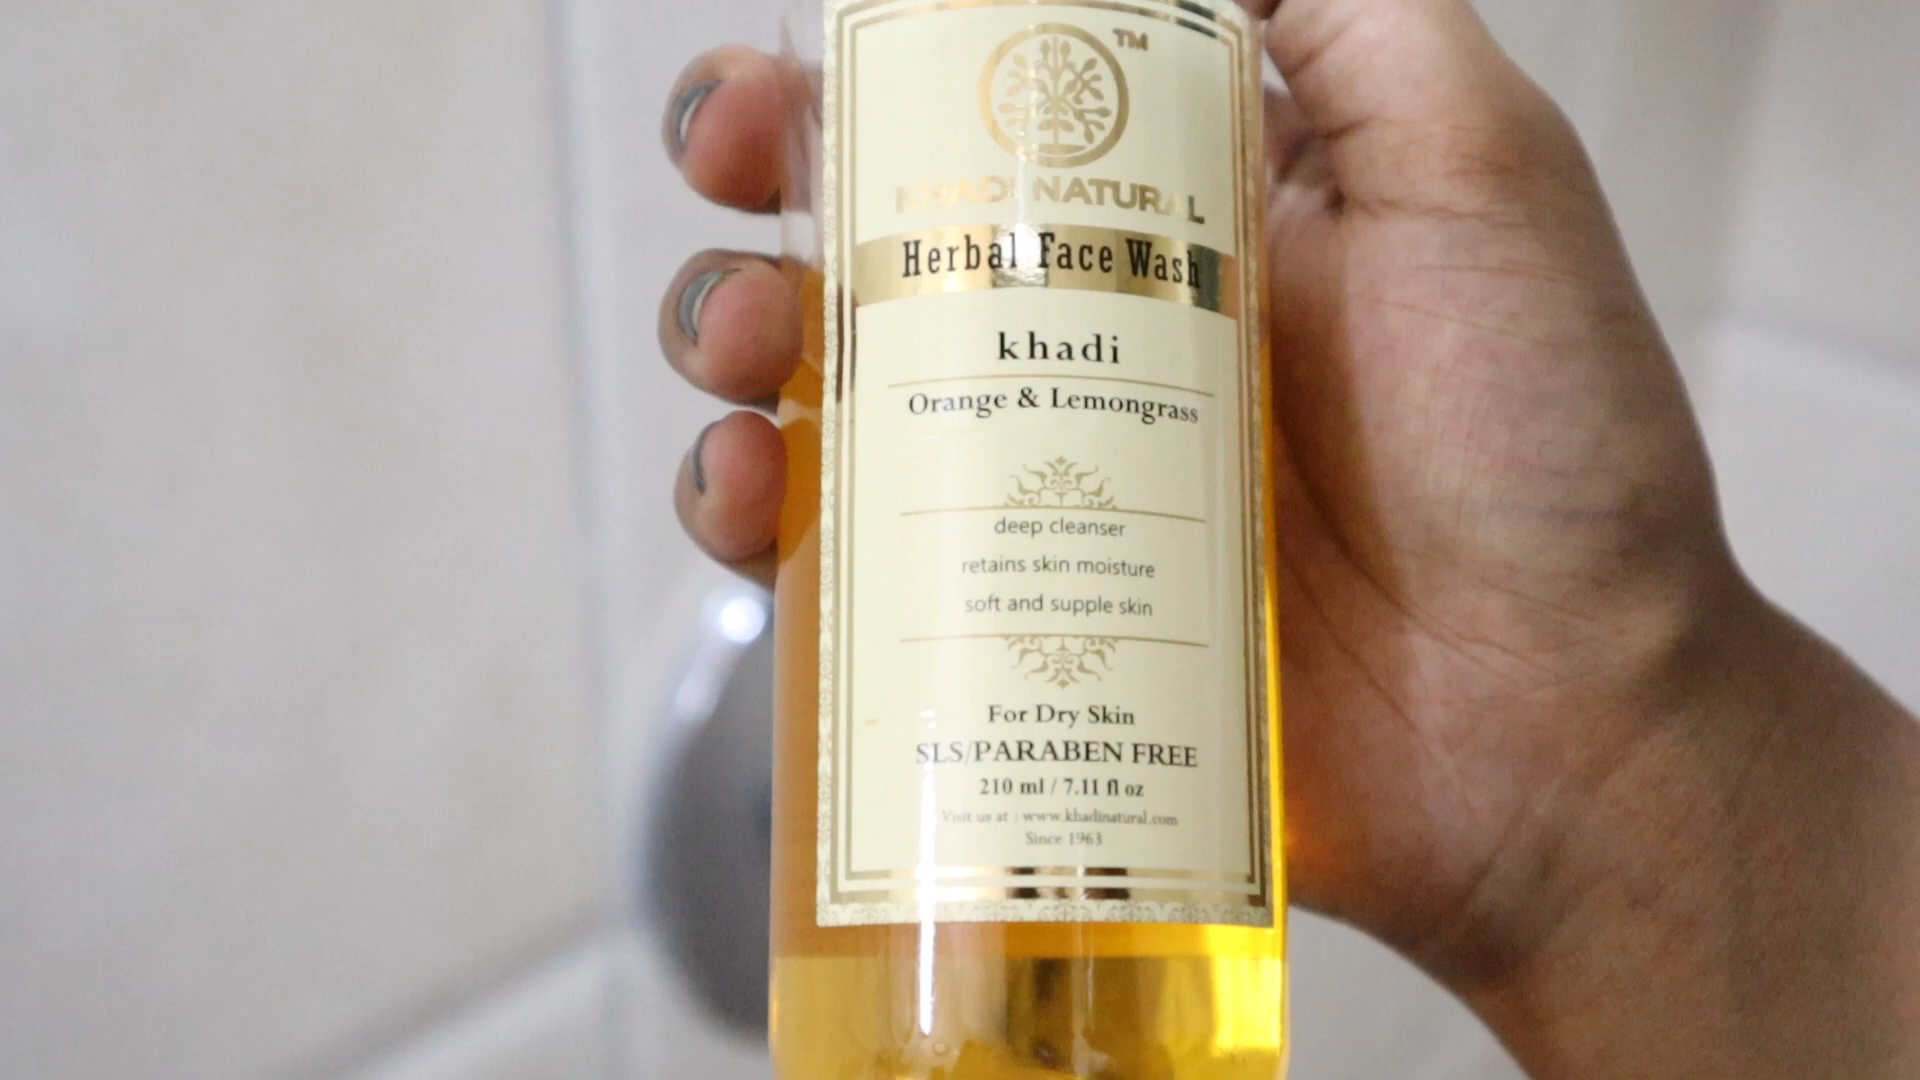 TM
KHADI NATURAL
Herbal Face Wash
khadi
Orange & Lemongrass
deep cleanser
retains skin moisture
soft and supple skin
For Dry Skin
SLS/PARABEN FREE
210 ml / 7.11 fl oz
Visit us at : www.khadinatural.com
Since 1963